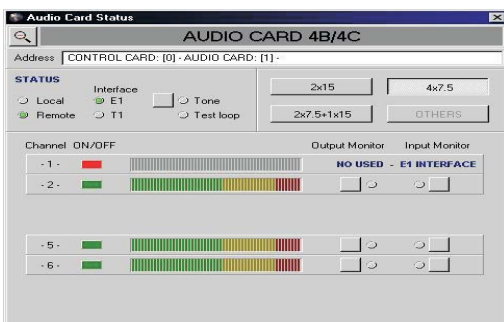 Audio Card Status
AUDIO CARD 4B/4C
Address CONTROL CARD: [0] - AUDIO CARD: [1] -
STATUS
Interface
Local E1 Tone
Remote T1 Test loop
2x15 4x7.5
2x7.5+1x15 OTHERS
Channel ON/OFF Output Monitor Input Monitor
- 1 - NO USED - E1 INTERFACE
- 2 -
- 5 -
- 6 -